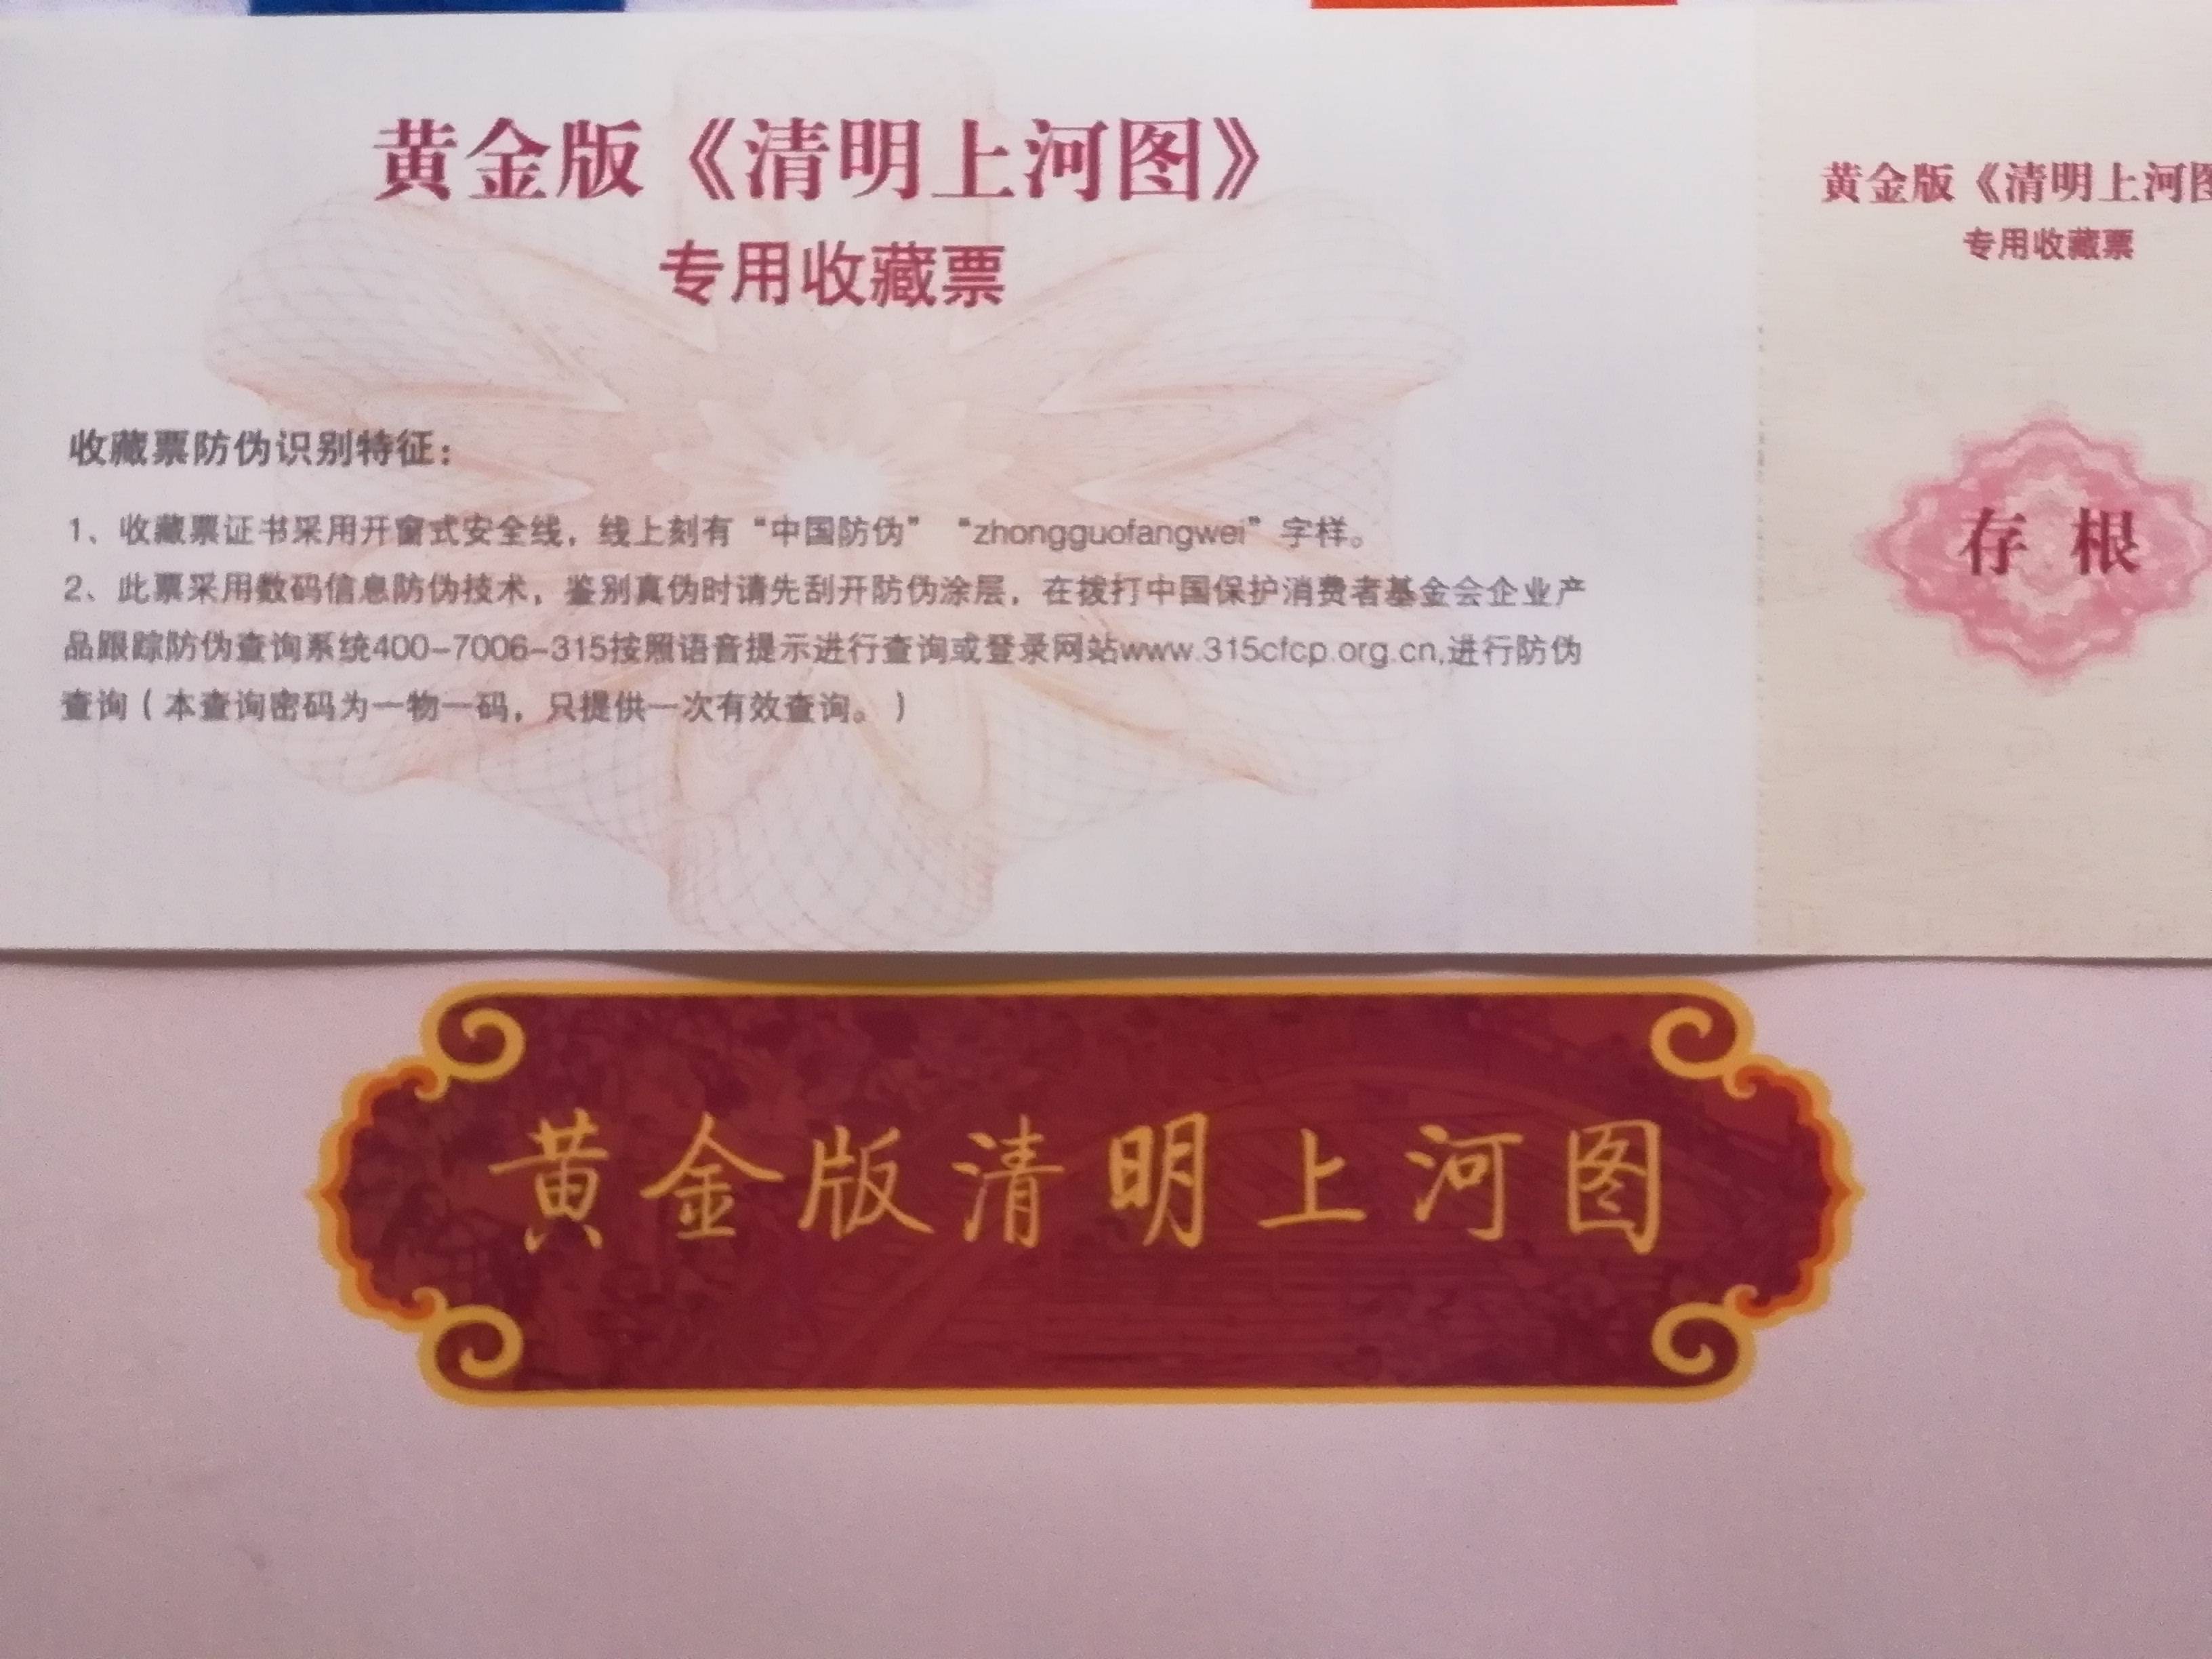 黄金版《清明上河图》
专用收藏票
收藏票防伪识别特征：
1、收藏票证书采用开窗式安全线，线上刻有“中国防伪”“zhongguofangwei”字样。
2、此票采用数码信息防伪技术，鉴别真伪时请先刮开防伪涂层，在拨打中国保护消费者基金会企业产
品跟踪防伪查询系统400-7006-315按照语音提示进行查询或登录网站www.315cfcp.org.cn,进行防伪
查询（本查询密码为一物一码，只提供一次有效查询。）
黄金版《清明上河图
专用收藏票
存 根
黄金版清明上河图